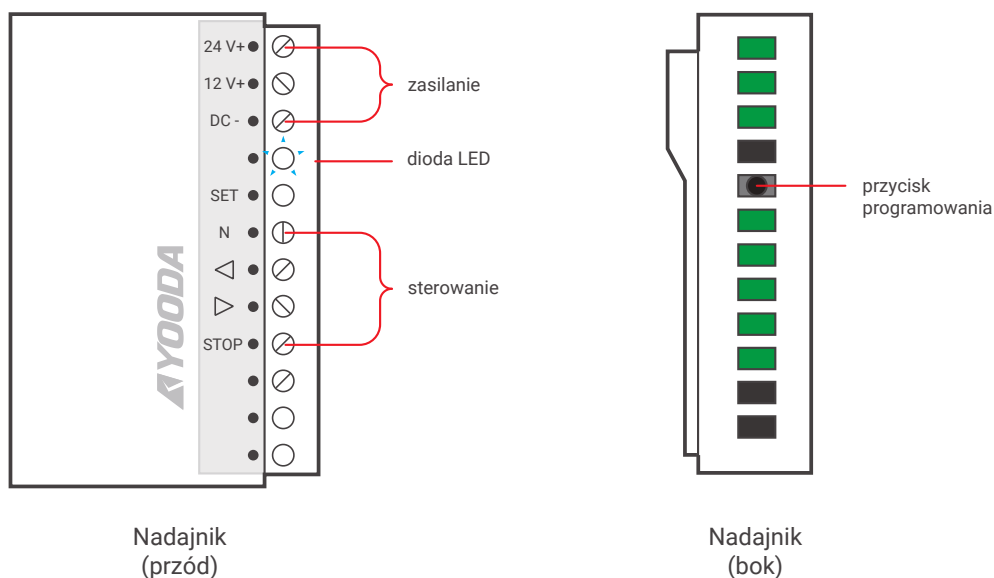 24 V+
12 V+
DC -
SET
N
STOP
YOODA
zasilanie
dioda LED
sterowanie
przycisk
programowania
Nadajnik
(przód)
Nadajnik
(bok)